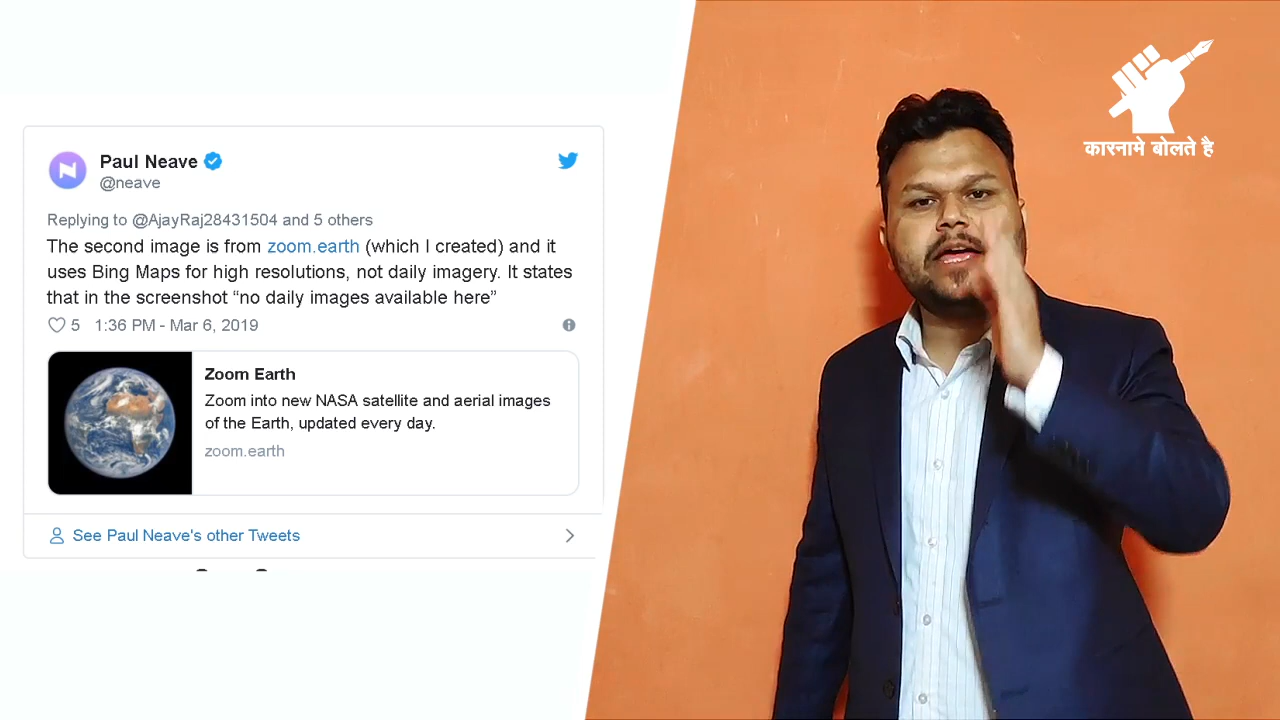 Paul Neave
@neave
Replying to @AjayRaj28431504 and 5 others
The second image is from zoom.earth (which I created) and it
uses Bing Maps for high resolutions, not daily imagery. It states
that in the screenshot “no daily images available here”
5 1:36 PM - Mar 6, 2019
Zoom Earth
Zoom into new NASA satellite and aerial images
of the Earth, updated every day.
zoom.earth
See Paul Neave's other Tweets
कारनामे बोलते है